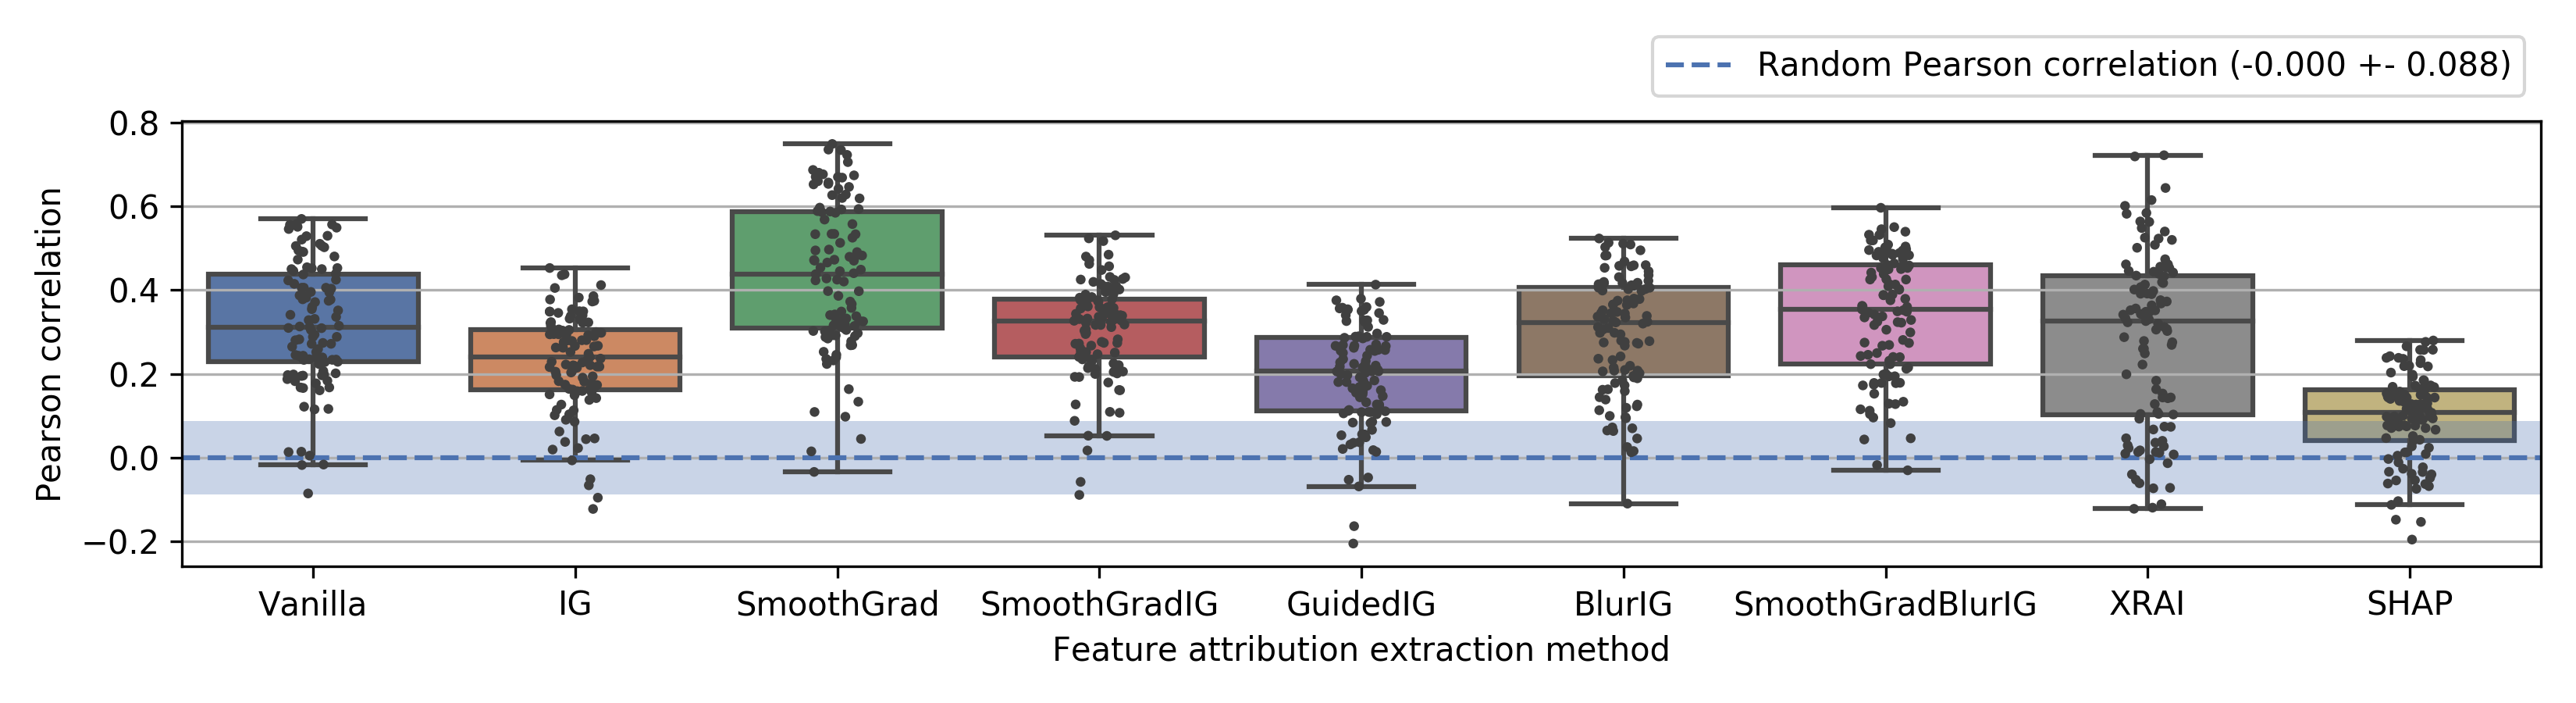 Random Pearson correlation (-0.000 +- 0.088)
Pearson correlation
0.8
0.6
0.4
0.2
0.0
−0.2
Vanilla IG SmoothGrad SmoothGradIG GuidedIG BlurIG SmoothGradBlurIG XRAI SHAP
Feature attribution extraction method